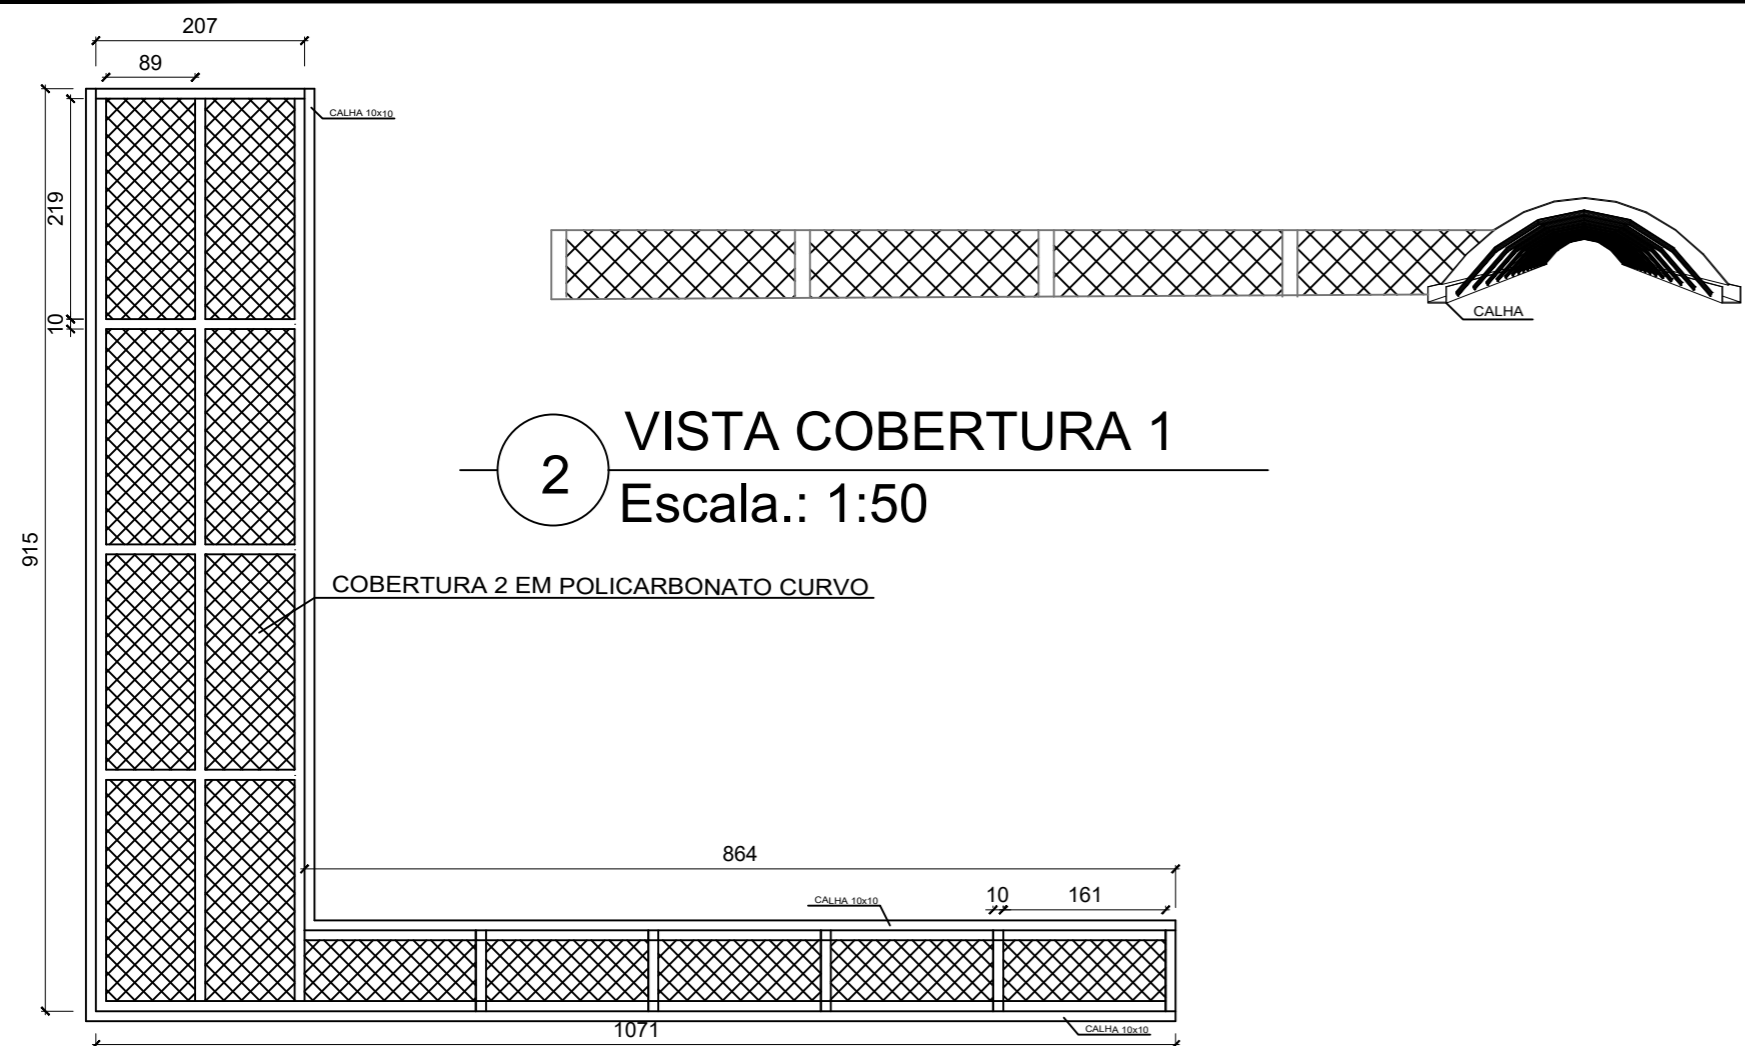 207
89
CALHA 10x10
219
10
915
CALHA
2
VISTA COBERTURA 1
Escala.: 1:50
COBERTURA 2 EM POLICARBONATO CURVO
864
CALHA 10x10
10
161
1071
CALHA 10x10